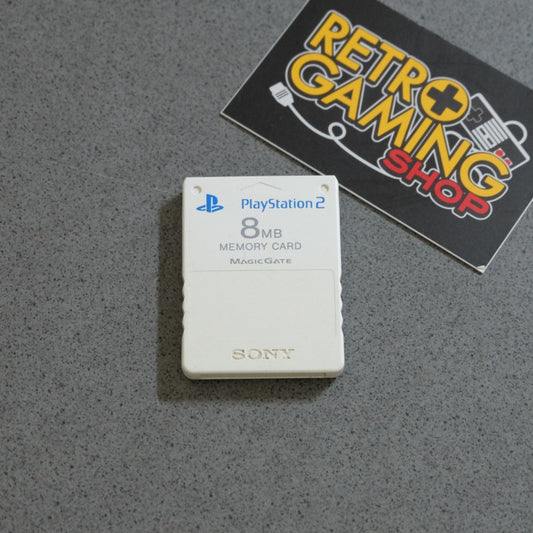 RETRO
GAMING
SHOP
PlayStation 2
8MB
MEMORY CARD
MAGICGATE
SONY